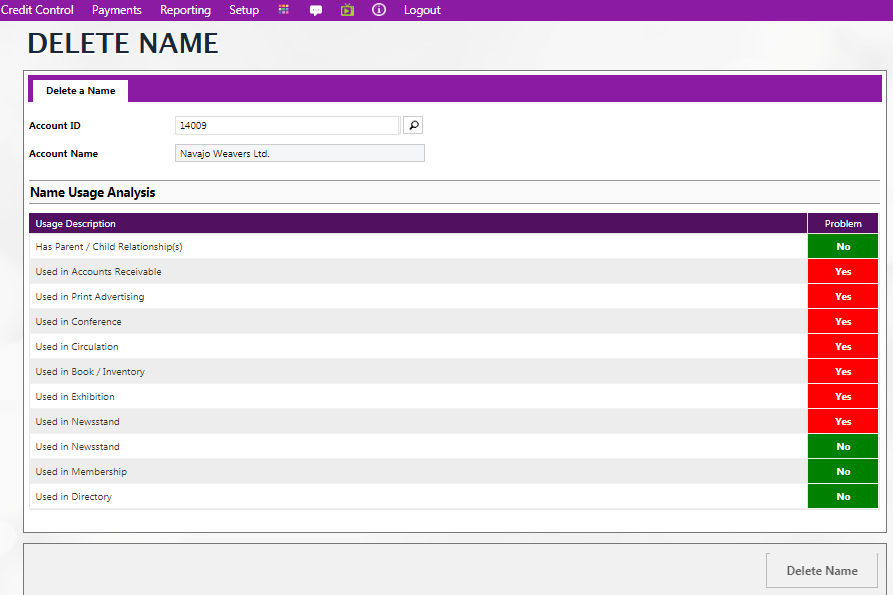 Credit Control Payments Reporting Setup Logout
DELETE NAME
Delete a Name
Account ID 14009
Account Name Navajo Weavers Ltd.
Name Usage Analysis
Usage Description Problem
Has Parent / Child Relationship(s) No
Used in Accounts Receivable Yes
Used in Print Advertising Yes
Used in Conference Yes
Used in Circulation Yes
Used in Book / Inventory Yes
Used in Exhibition Yes
Used in Newsstand Yes
Used in Newsstand No
Used in Membership No
Used in Directory No
Delete Name